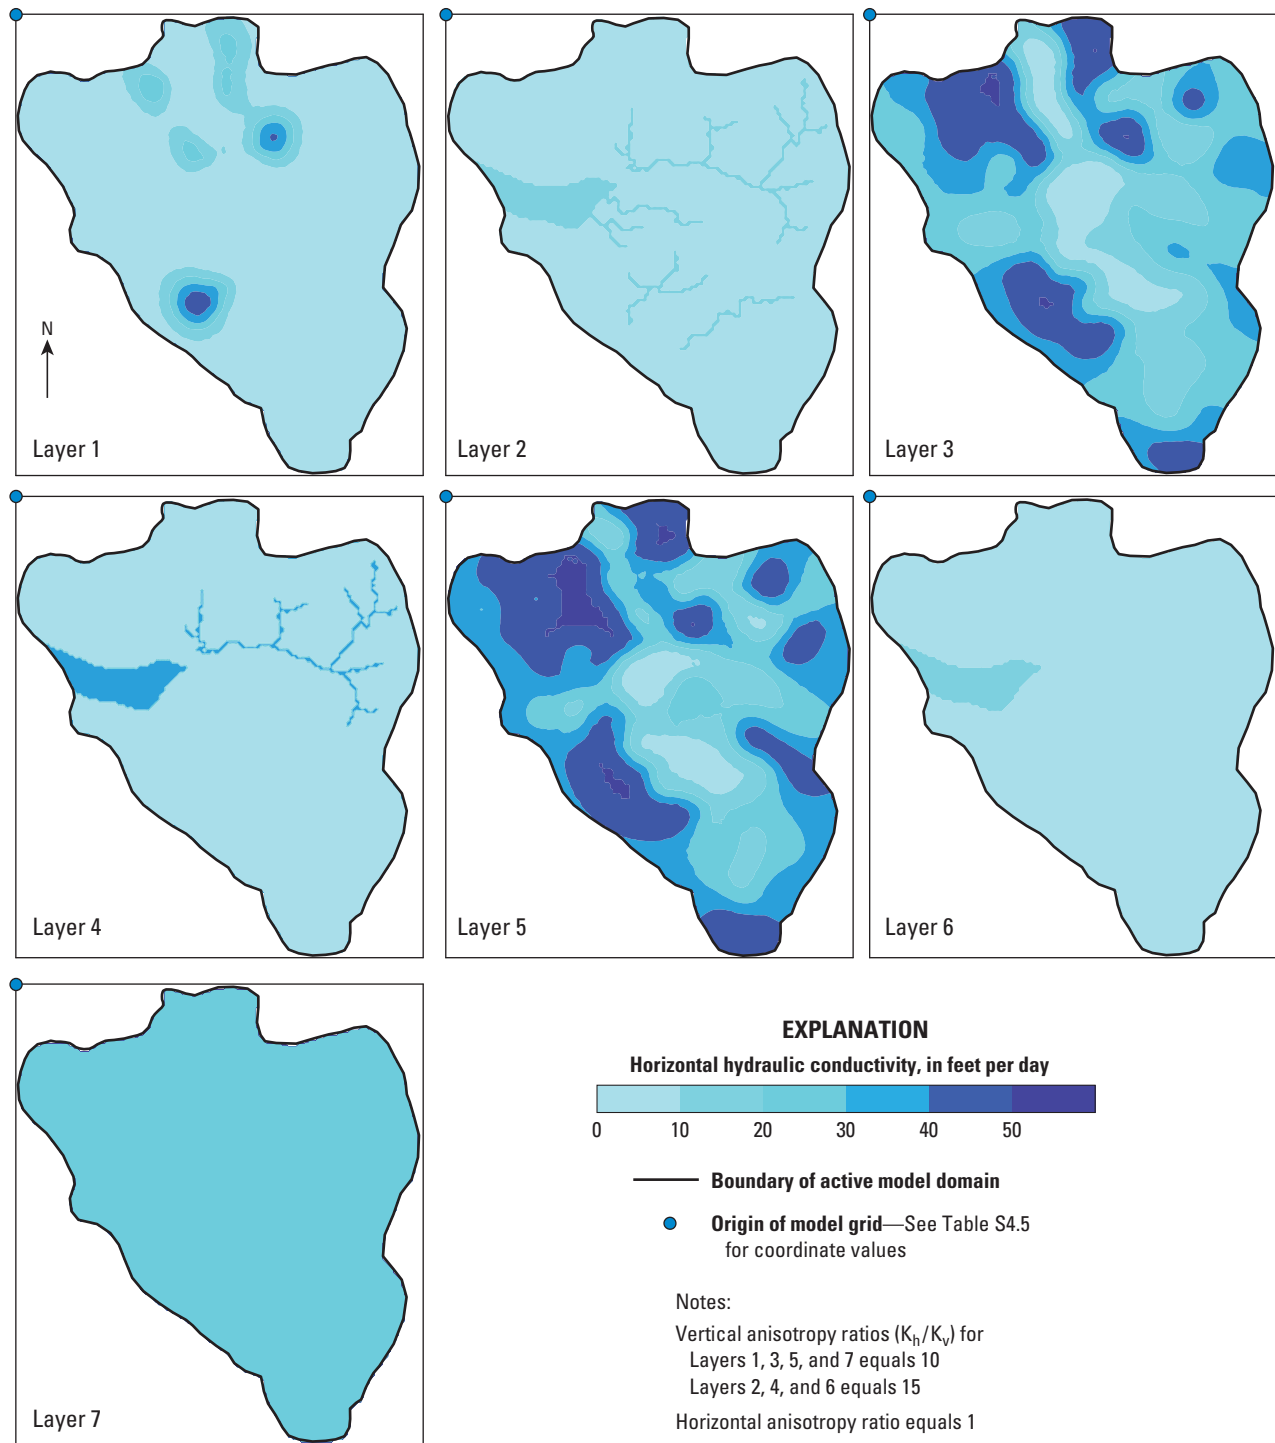 N
Layer 1
Layer 2
Layer 3
Layer 4
Layer 5
Layer 6
Layer 7
EXPLANATION
Horizontal hydraulic conductivity, in feet per day
0 10 20 30 40 50
Boundary of active model domain
Origin of model grid—See Table S4.5
for coordinate values
Notes:
Vertical anisotropy ratios (Kh/Kv) for
Layers 1, 3, 5, and 7 equals 10
Layers 2, 4, and 6 equals 15
Horizontal anisotropy ratio equals 1